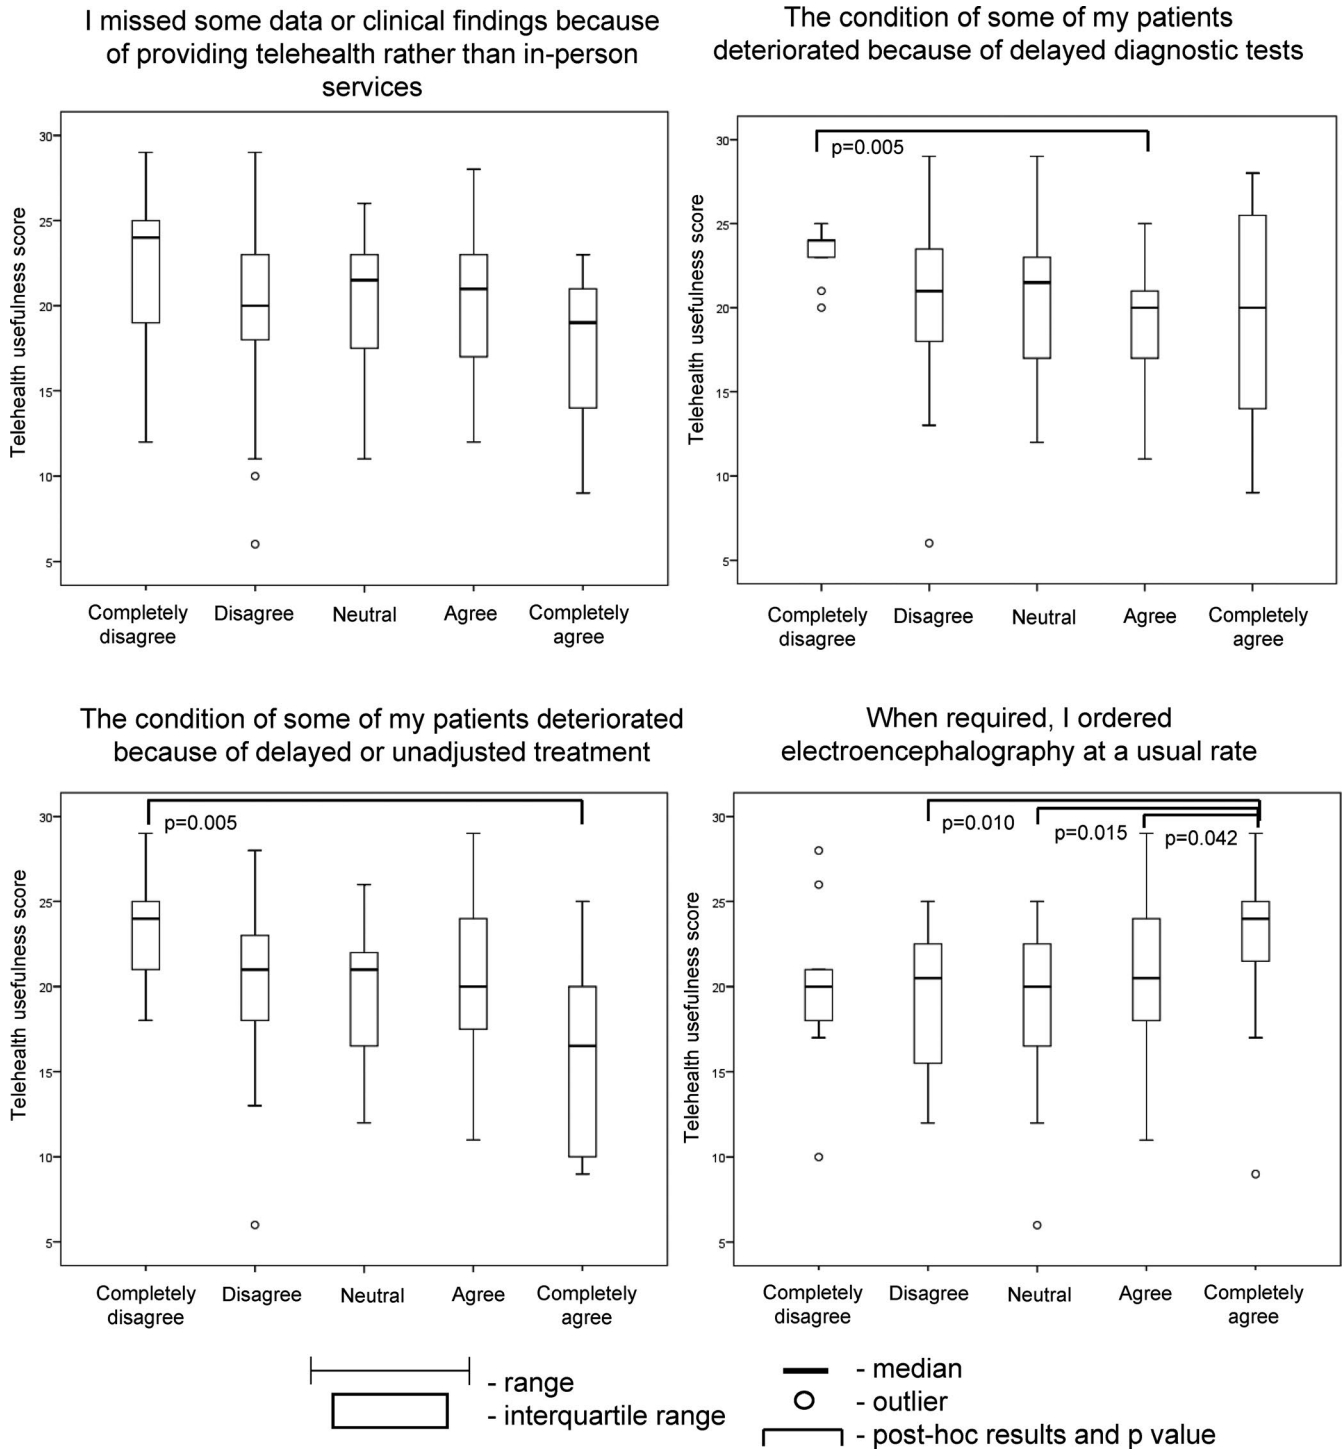 I missed some data or clinical findings because
of providing telehealth rather than in-person
services
Telehealth usefulness score
30
25
20
15
10
5
Completely
disagree
Disagree
Neutral
Agree
Completely
agree
The condition of some of my patients
deteriorated because of delayed diagnostic tests
Telehealth usefulness score
30
25
20
15
10
5
p=0.005
Completely
disagree
Disagree
Neutral
Agree
Completely
agree
The condition of some of my patients deteriorated
because of delayed or unadjusted treatment
Telehealth usefulness score
30
25
20
15
10
5
p=0.005
Completely
disagree
Disagree
Neutral
Agree
Completely
agree
When required, I ordered
electroencephalography at a usual rate
Telehealth usefulness score
30
25
20
15
10
5
p=0.010
p=0.015
p=0.042
Completely
disagree
Disagree
Neutral
Agree
Completely
agree
- range
- interquartile range
- median
- outlier
- post-hoc results and p value